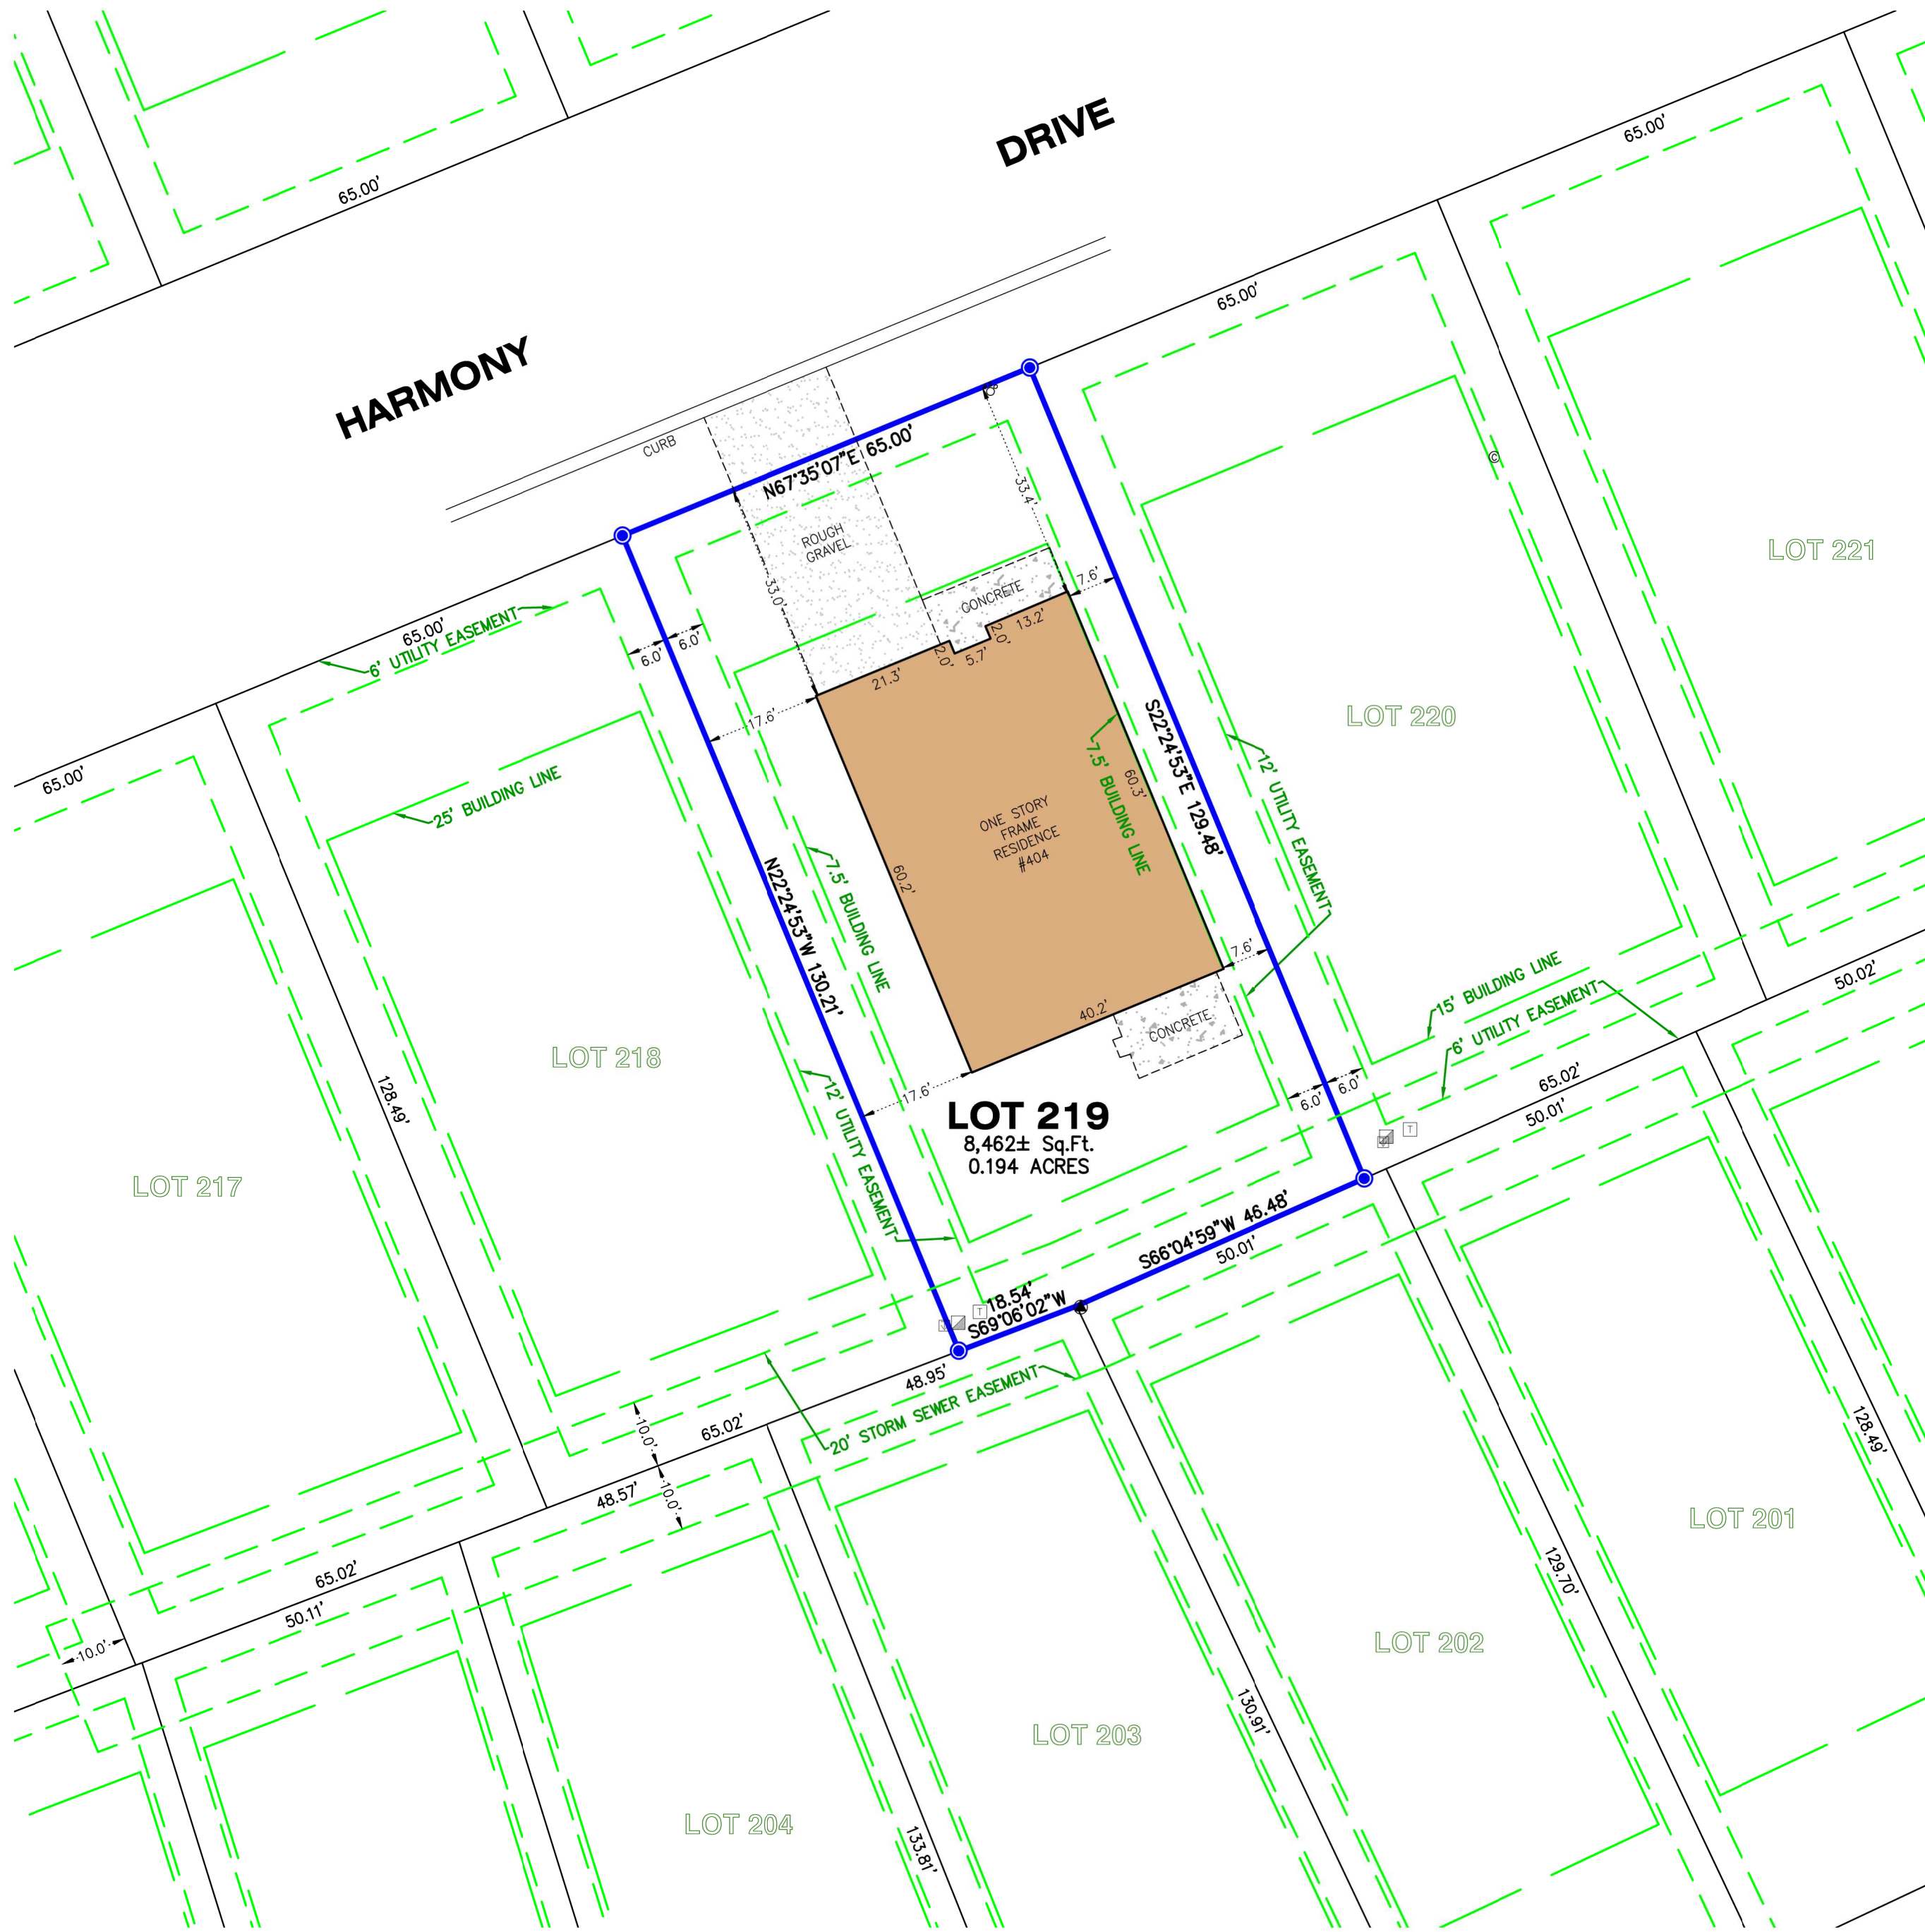 DRIVE
HARMONY
65.00'
65.00'
65.00'
65.00'
65.00'
CURB
N67°35'07"E 65.00'
33.4'
ROUGH
GRAVEL
33.0'
CONCRETE
7.6'
13.2'
2.0'
5.7'
2.0'
21.3'
6' UTILITY EASEMENT
6.0'
6.0'
17.6'
25' BUILDING LINE
LOT 221
LOT 220
S22°24'53"E 129.48'
7.5' BUILDING LINE
60.3'
12' UTILITY EASEMENT
ONE STORY
FRAME
RESIDENCE
#404
60.2'
7.5' BUILDING LINE
N22°24'53"W 130.21'
7.6'
40.2'
CONCRETE
15' BUILDING LINE
6' UTILITY EASEMENT
50.02'
65.02'
50.01'
6.0'
6.0'
LOT 218
128.49'
17.6'
12' UTILITY EASEMENT
LOT 219
8,462± Sq.Ft.
0.194 ACRES
LOT 217
T
T
V
V
©
S66°04'59"W 46.48'
50.01'
18.54'
S69°06'02"W
48.95'
20' STORM SEWER EASEMENT
65.02'
10.0'
10.0'
48.57'
65.02'
50.11'
10.0'
128.49'
LOT 201
129.70'
LOT 202
130.91'
LOT 203
LOT 204
133.81'